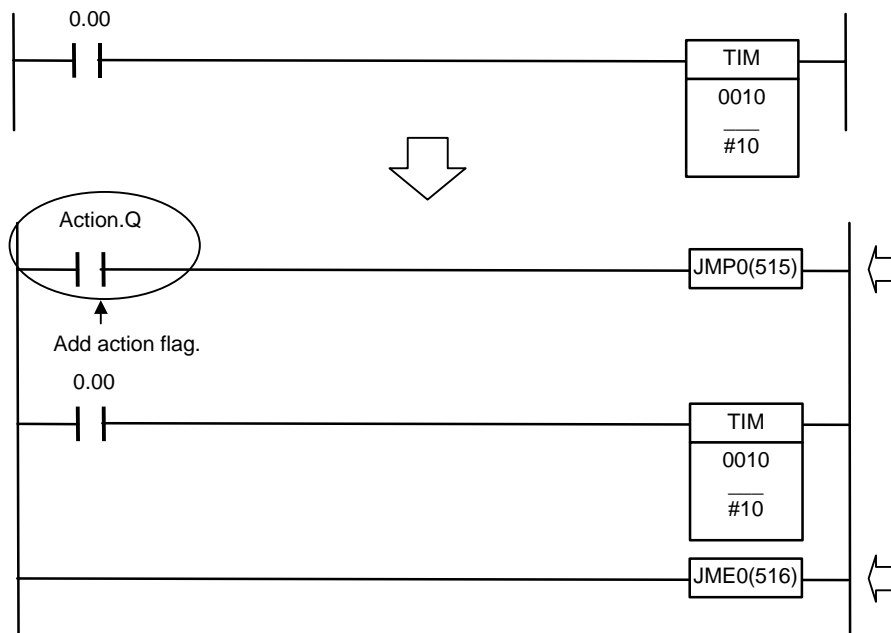 0.00
TIM
0010
#10
Action.Q
JMP0(515)
Add action flag.
0.00
TIM
0010
#10
JME0(516)